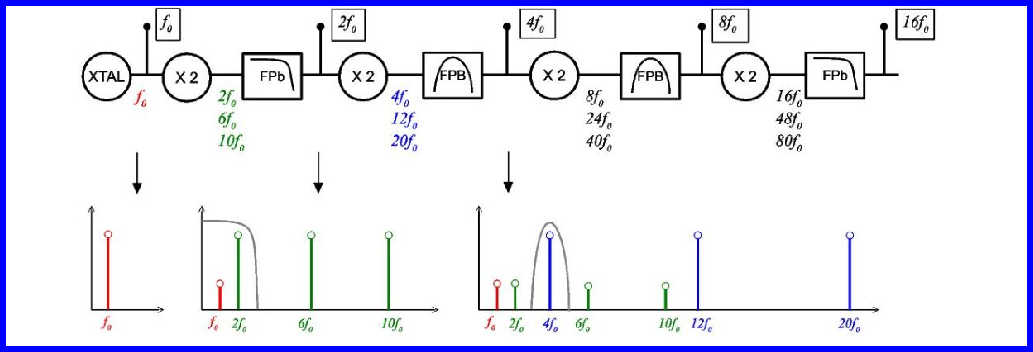 f₀ 2f₀ 4f₀ 8f₀ 16f₀
XTAL X 2 FPb X 2 FPB X 2 FPB X 2 FPb
f₀ 2f₀ 4f₀ 8f₀ 16f₀
6f₀ 12f₀ 24f₀ 48f₀
10f₀ 20f₀ 40f₀ 80f₀
f₀ f₀ 2f₀ 6f₀ 10f₀ f₀ 2f₀ 4f₀ 6f₀ 10f₀ 12f₀ 20f₀